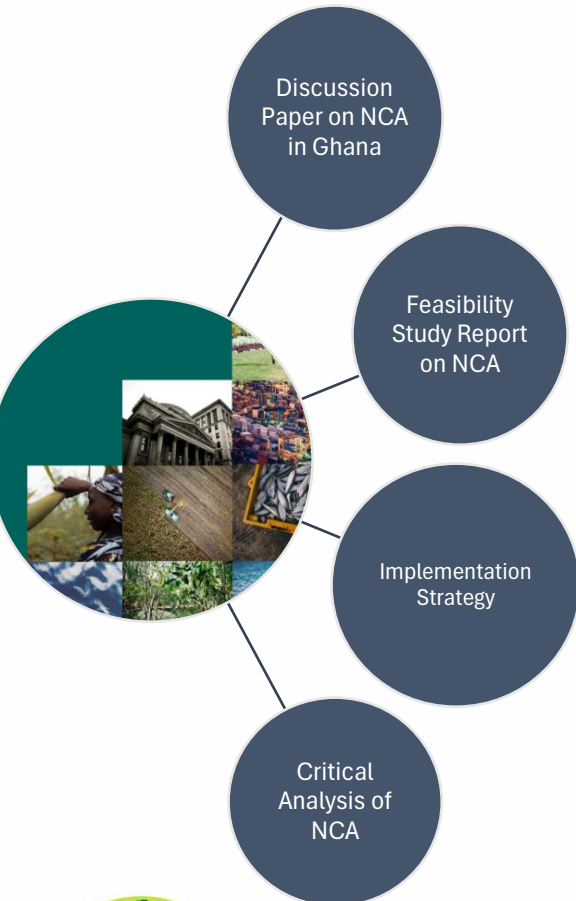 Discussion
Paper on NCA
in Ghana
Feasibility
Study Report
on NCA
Implementation
Strategy
Critical
Analysis of
NCA